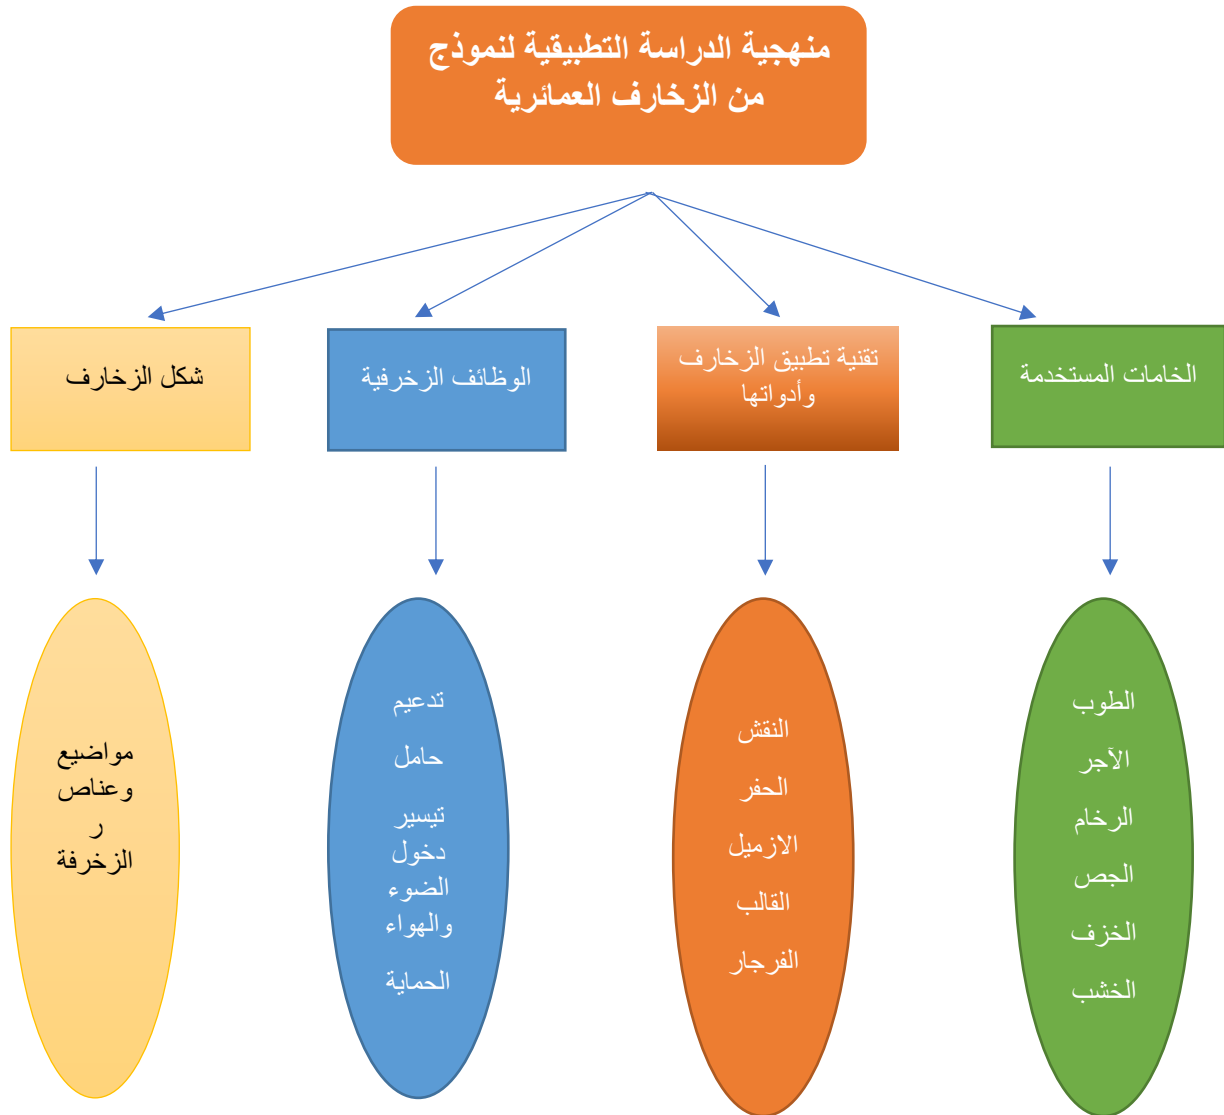 منهجية الدراسة التطبيقية لنموذج
من الزخارف العمائرية
الخامات المستخدمة
تقنية تطبيق الزخارف
وأدواتها
الوظائف الزخرفية
شكل الزخارف
الطوب
الآجر
الرخام
الجص
الخزف
الخشب
النقش
الحفر
الازميل
القالب
الفرجار
تدعيم
حامل
تيسير
دخول
الضوء
والهواء
الحماية
مواضيع
وعناص
ر
الزخرفة